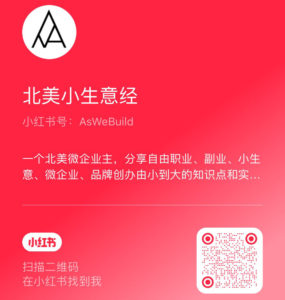 北美小生意经
小红书号：AsWeBuild
一个北美微企业主，分享自由职业、副业、小生
意、微企业、品牌创办由小到大的知识点和实...
小红书
扫描二维码
在小红书找到我